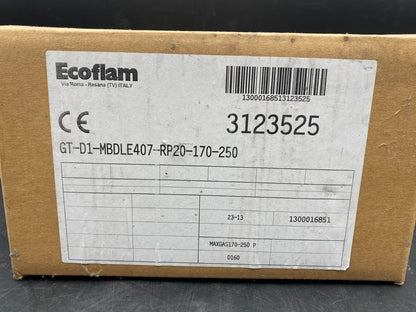 Ecoflam
Via Roma - Resana (TV) ITALY
13000168513123525
CE
3123525
GT-D1-MBDLE407-RP20-170-250
23-13
1300016851
MAXGAS170-250 P
D160